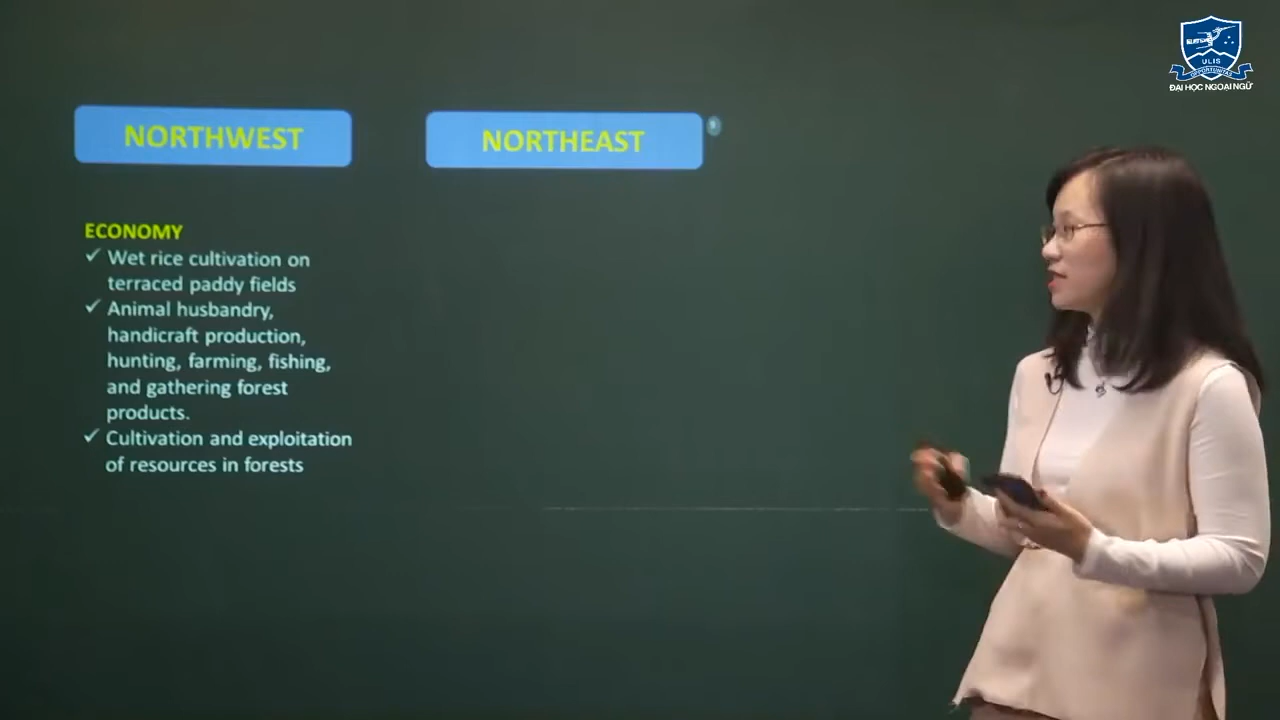 ULIS
ĐẠI HỌC NGOẠI NGỮ
NORTHWEST
NORTHEAST
ECONOMY
✓ Wet rice cultivation on
terraced paddy fields
✓ Animal husbandry,
handicraft production,
hunting, farming, fishing,
and gathering forest
products.
✓ Cultivation and exploitation
of resources in forests